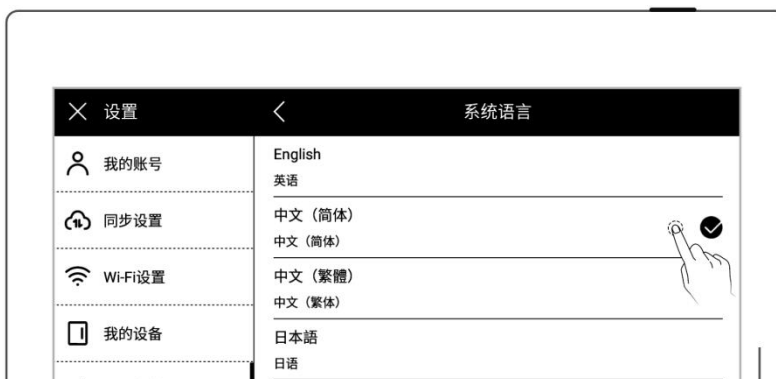 设置
系统语言
我的账号
同步设置
Wi-Fi设置
我的设备
English
英语
中文（简体）
中文（简体）
中文（繁體）
中文（繁体）
日本語
日语